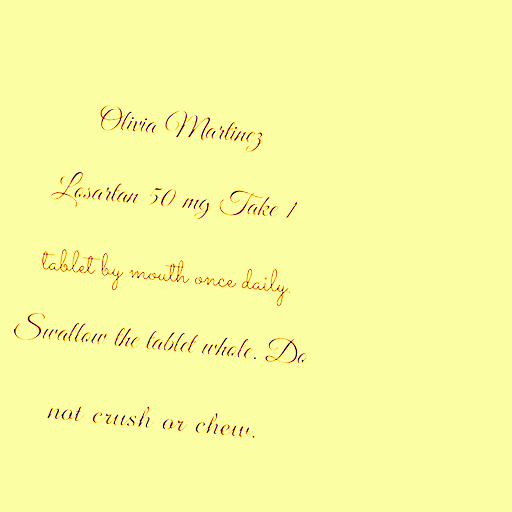 Olivia Martinez
Losartan 50 mg Take 1
tablet by mouth once daily.
Swallow the tablet whole. Do
not crush or chew.